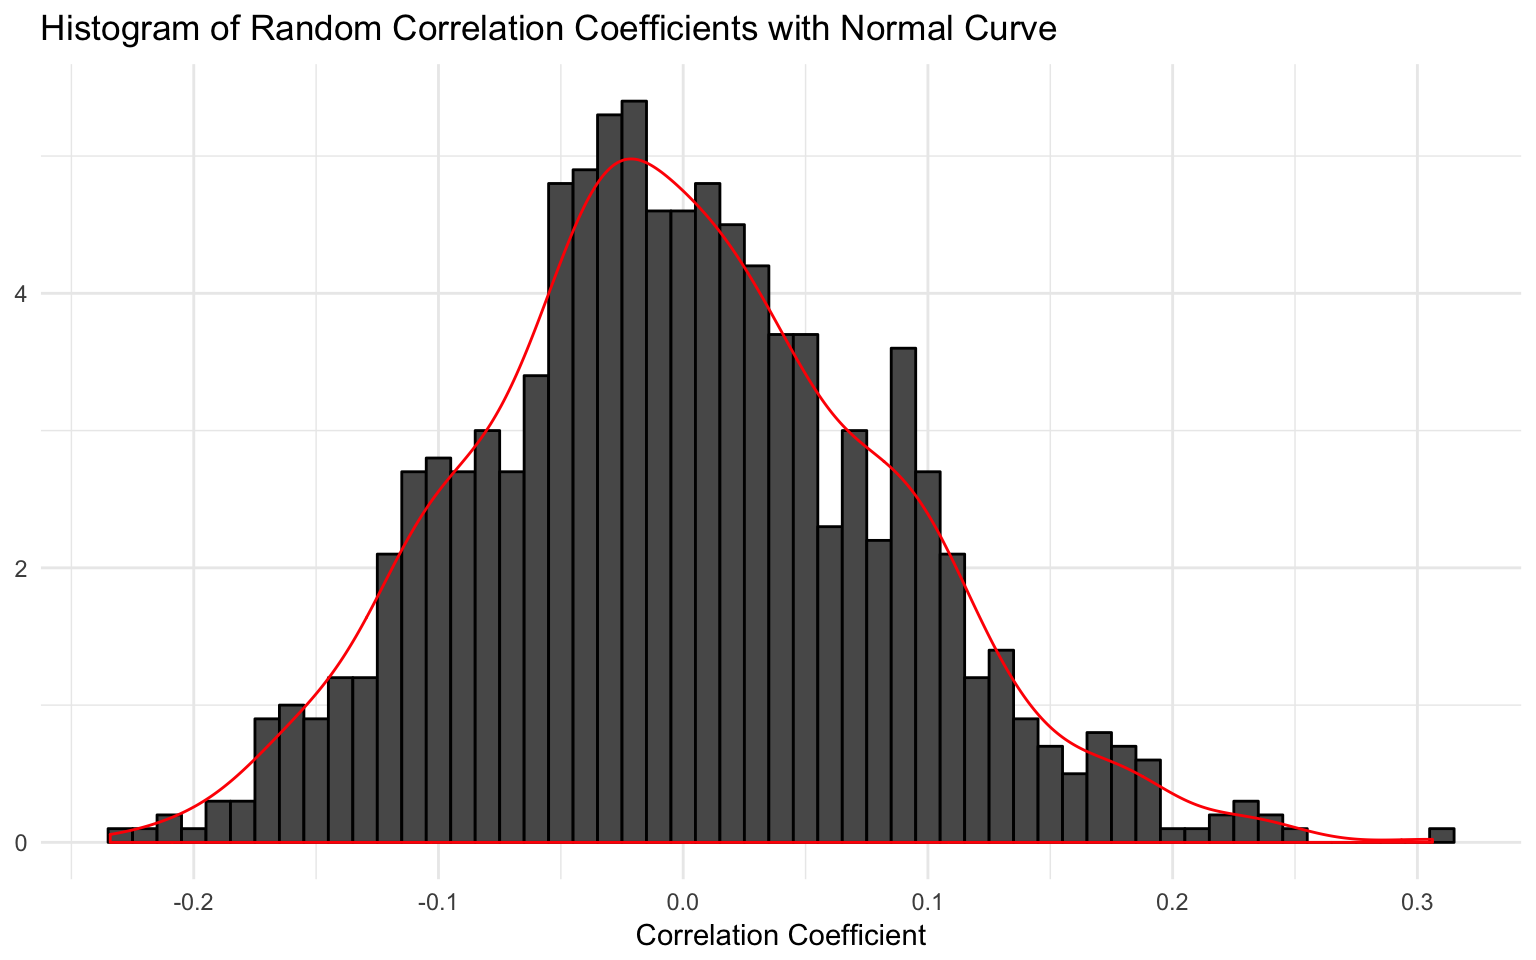 Histogram of Random Correlation Coefficients with Normal Curve
4
2
0
-0.2 -0.1 0.0 0.1 0.2 0.3
Correlation Coefficient